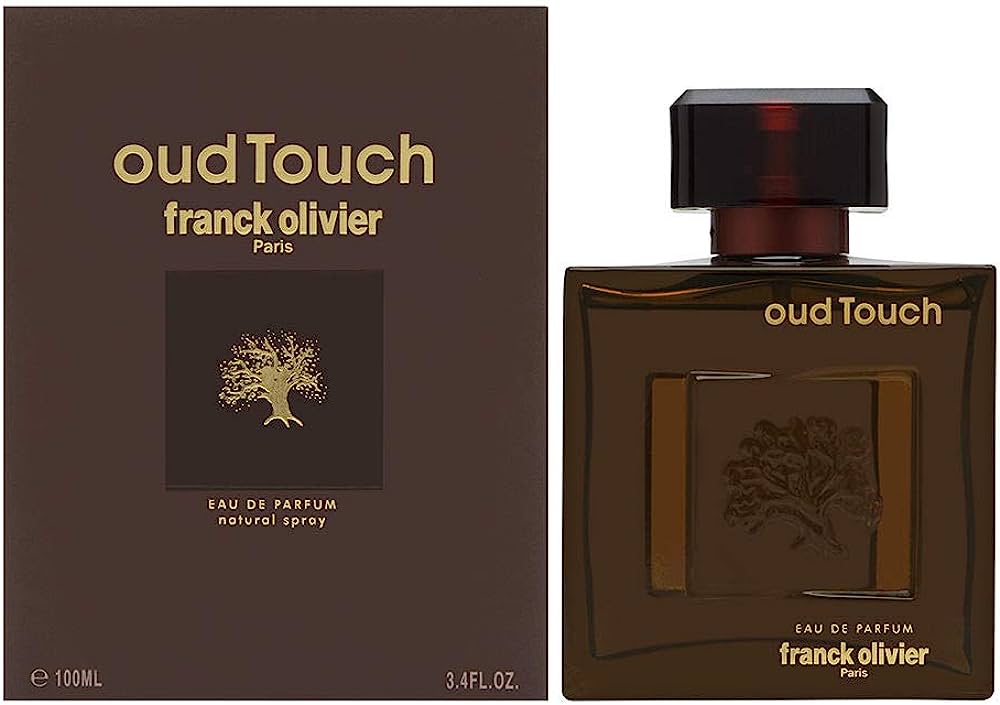 oud Touch
franck olivier
Paris
EAU DE PARFUM
natural spray
℮ 100ML
3.4FL.OZ.
oud Touch
EAU DE PARFUM
franck olivier
Paris